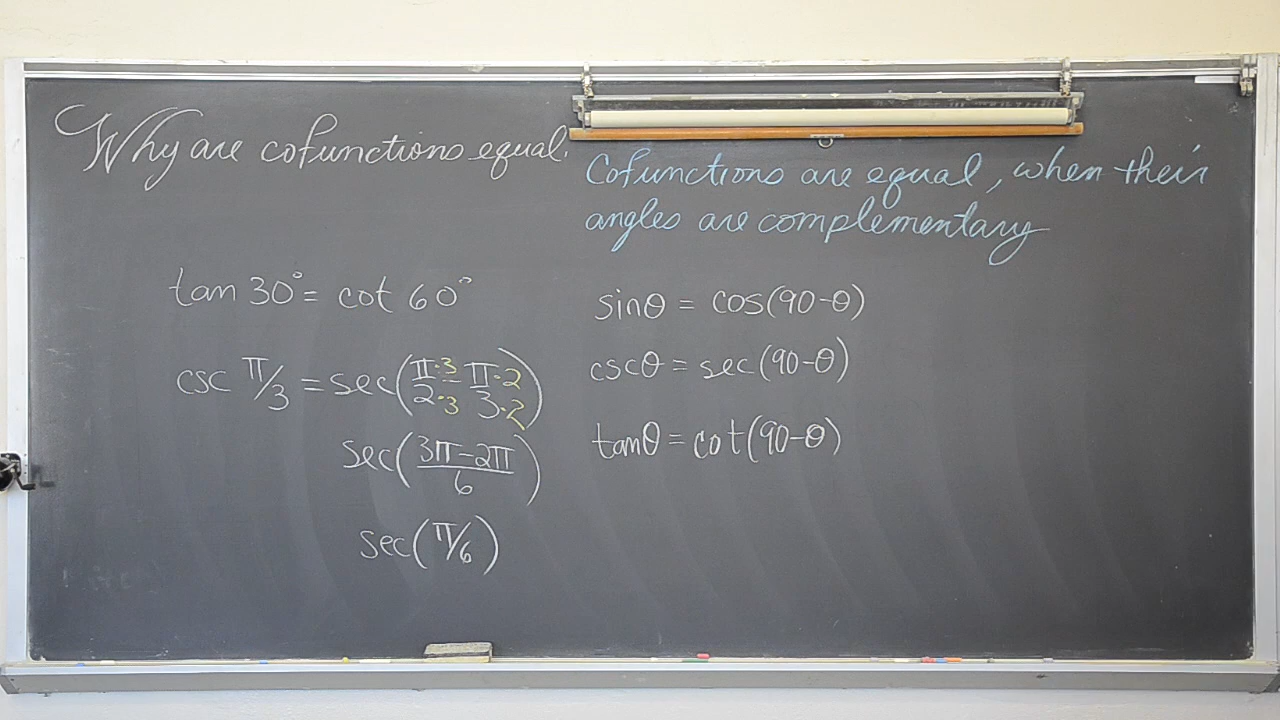 Why are cofunctions equal.
Cofunctions are equal, when their
angles are complementary
tan 30° = cot 60°
csc π/3 = sec(π·3/2·3 - π·2/3·2)
sec(3π-2π/6)
sec(π/6)
sinθ = cos(90-θ)
cscθ = sec(90-θ)
tanθ = cot(90-θ)